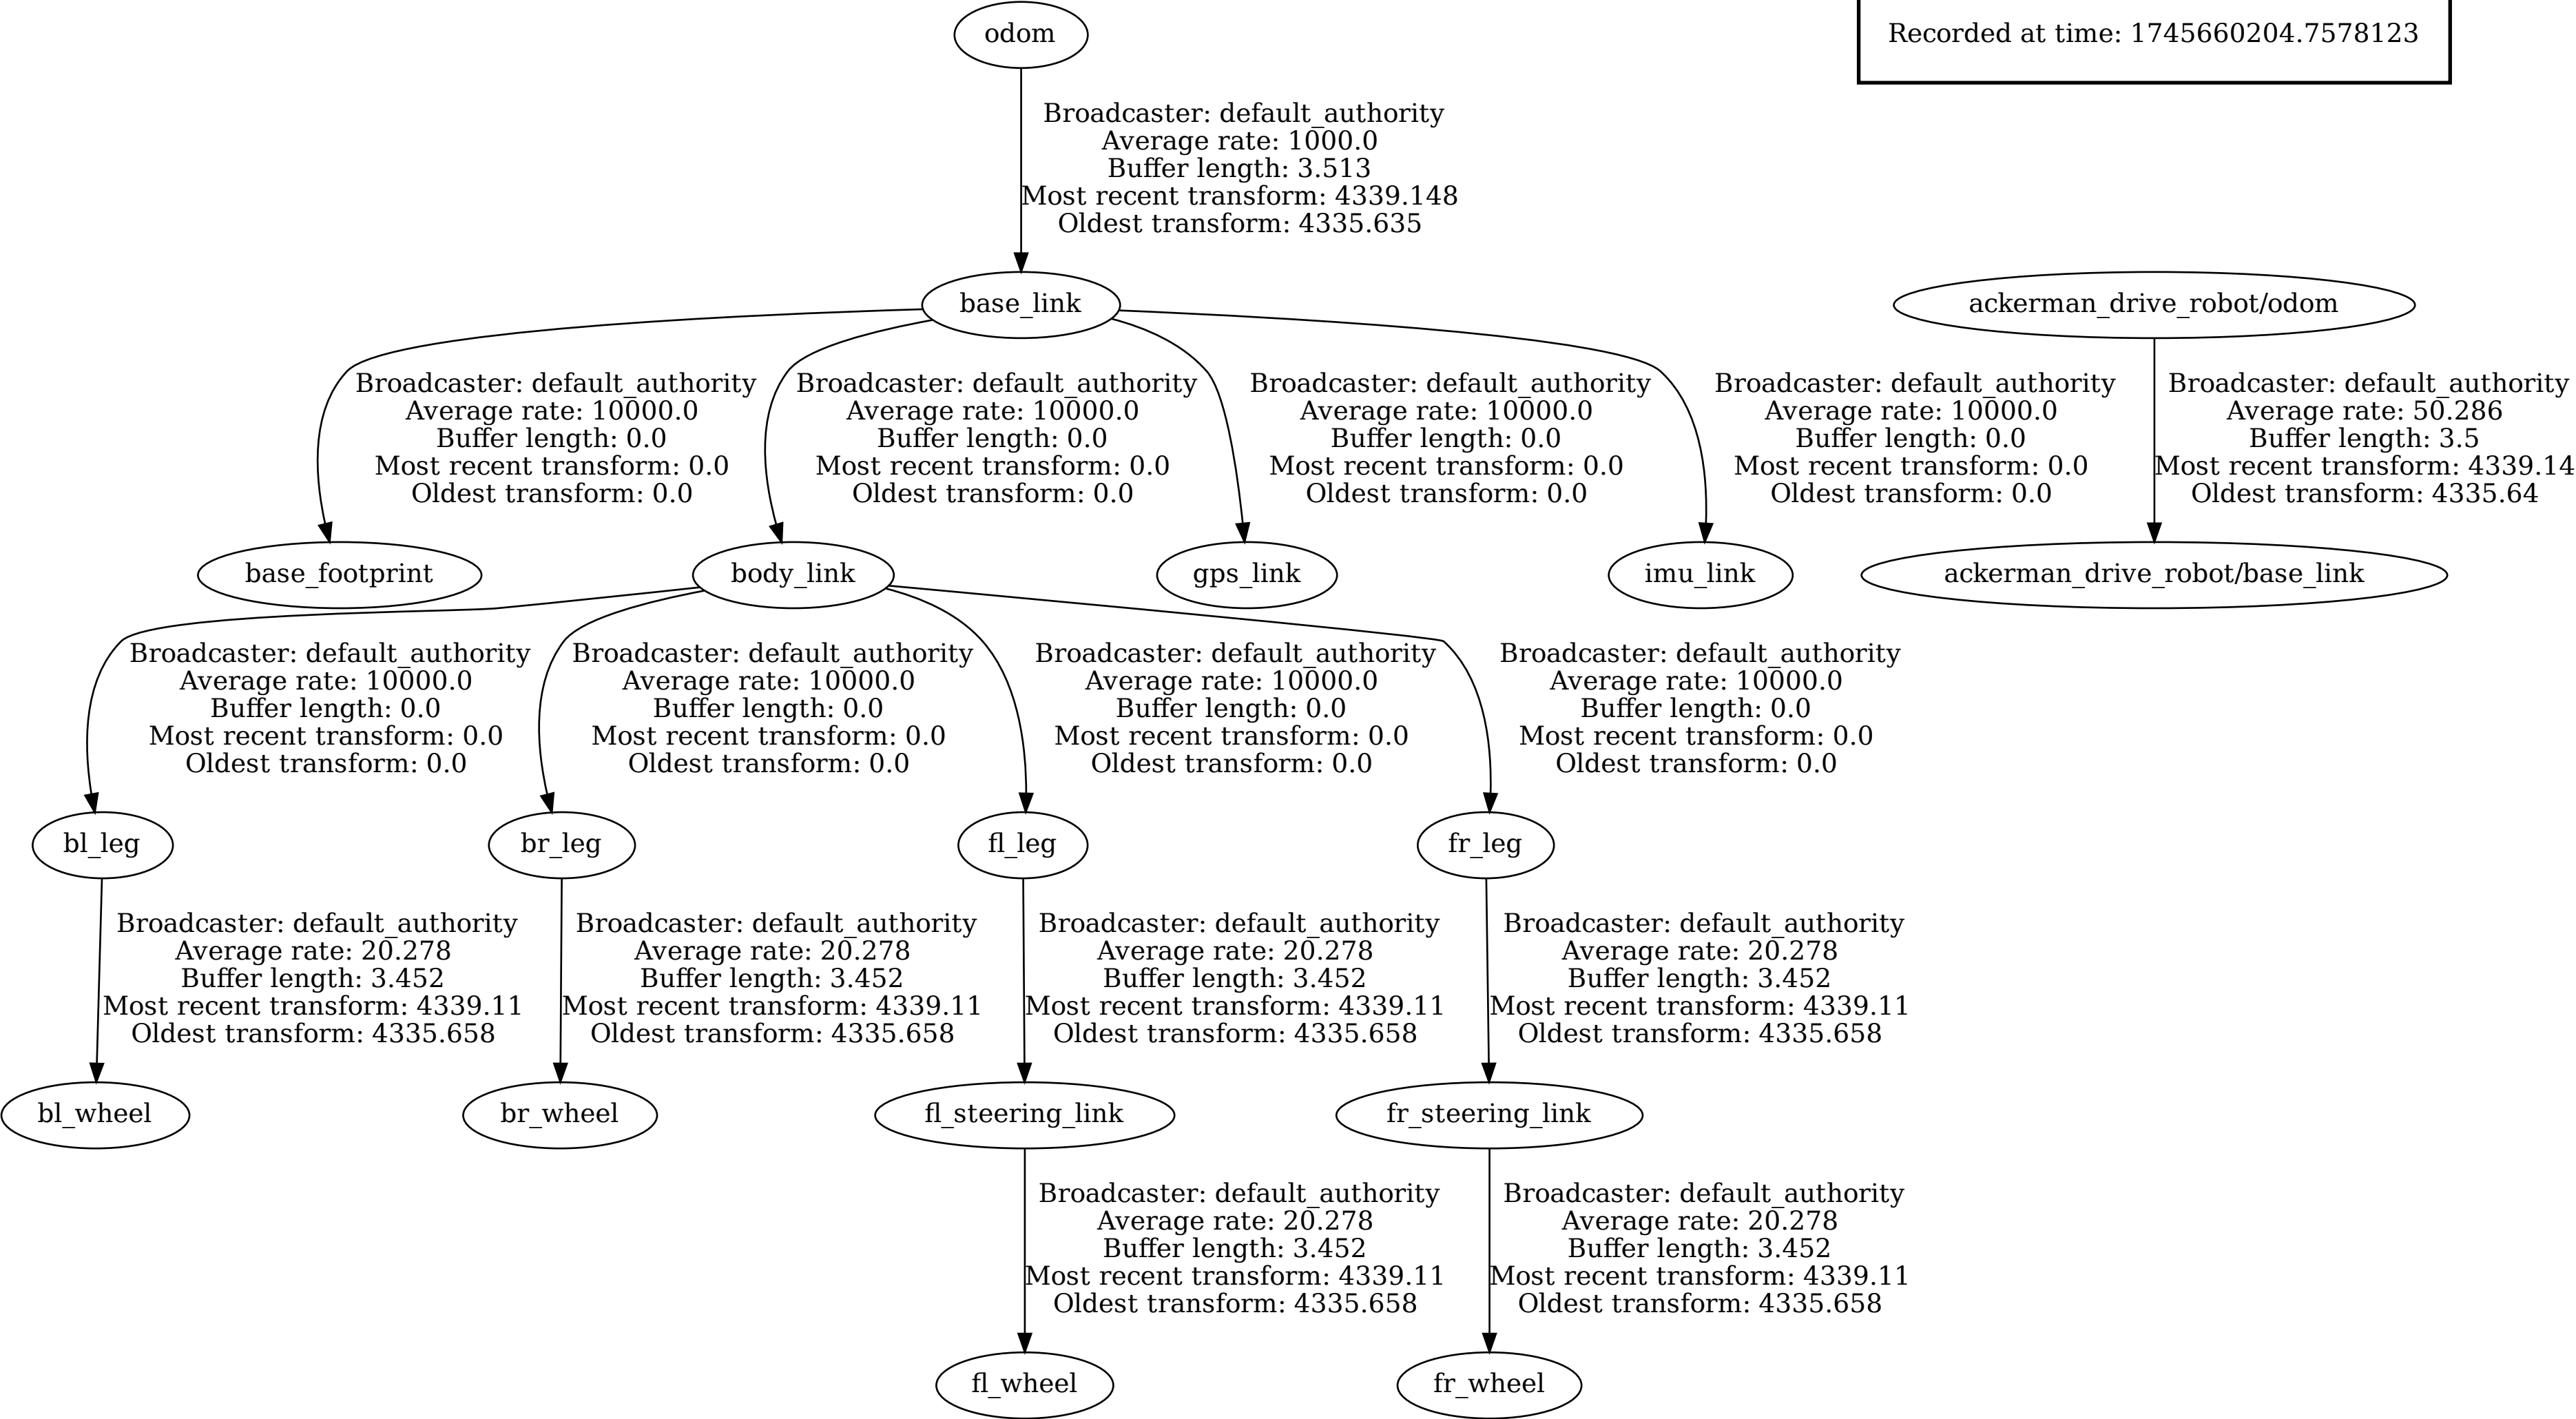 odom
Recorded at time: 1745660204.7578123
Broadcaster: default_authority
Average rate: 1000.0
Buffer length: 3.513
Most recent transform: 4339.148
Oldest transform: 4335.635
base_link
ackerman_drive_robot/odom
Broadcaster: default_authority
Average rate: 10000.0
Buffer length: 0.0
Most recent transform: 0.0
Oldest transform: 0.0
Broadcaster: default_authority
Average rate: 10000.0
Buffer length: 0.0
Most recent transform: 0.0
Oldest transform: 0.0
Broadcaster: default_authority
Average rate: 10000.0
Buffer length: 0.0
Most recent transform: 0.0
Oldest transform: 0.0
Broadcaster: default_authority
Average rate: 10000.0
Buffer length: 0.0
Most recent transform: 0.0
Oldest transform: 0.0
Broadcaster: default_authority
Average rate: 50.286
Buffer length: 3.5
Most recent transform: 4339.14
Oldest transform: 4335.64
base_footprint
body_link
gps_link
imu_link
ackerman_drive_robot/base_link
Broadcaster: default_authority
Average rate: 10000.0
Buffer length: 0.0
Most recent transform: 0.0
Oldest transform: 0.0
Broadcaster: default_authority
Average rate: 10000.0
Buffer length: 0.0
Most recent transform: 0.0
Oldest transform: 0.0
Broadcaster: default_authority
Average rate: 10000.0
Buffer length: 0.0
Most recent transform: 0.0
Oldest transform: 0.0
Broadcaster: default_authority
Average rate: 10000.0
Buffer length: 0.0
Most recent transform: 0.0
Oldest transform: 0.0
bl_leg
br_leg
fl_leg
fr_leg
Broadcaster: default_authority
Average rate: 20.278
Buffer length: 3.452
Most recent transform: 4339.11
Oldest transform: 4335.658
Broadcaster: default_authority
Average rate: 20.278
Buffer length: 3.452
Most recent transform: 4339.11
Oldest transform: 4335.658
Broadcaster: default_authority
Average rate: 20.278
Buffer length: 3.452
Most recent transform: 4339.11
Oldest transform: 4335.658
Broadcaster: default_authority
Average rate: 20.278
Buffer length: 3.452
Most recent transform: 4339.11
Oldest transform: 4335.658
bl_wheel
br_wheel
fl_steering_link
fr_steering_link
Broadcaster: default_authority
Average rate: 20.278
Buffer length: 3.452
Most recent transform: 4339.11
Oldest transform: 4335.658
Broadcaster: default_authority
Average rate: 20.278
Buffer length: 3.452
Most recent transform: 4339.11
Oldest transform: 4335.658
fl_wheel
fr_wheel